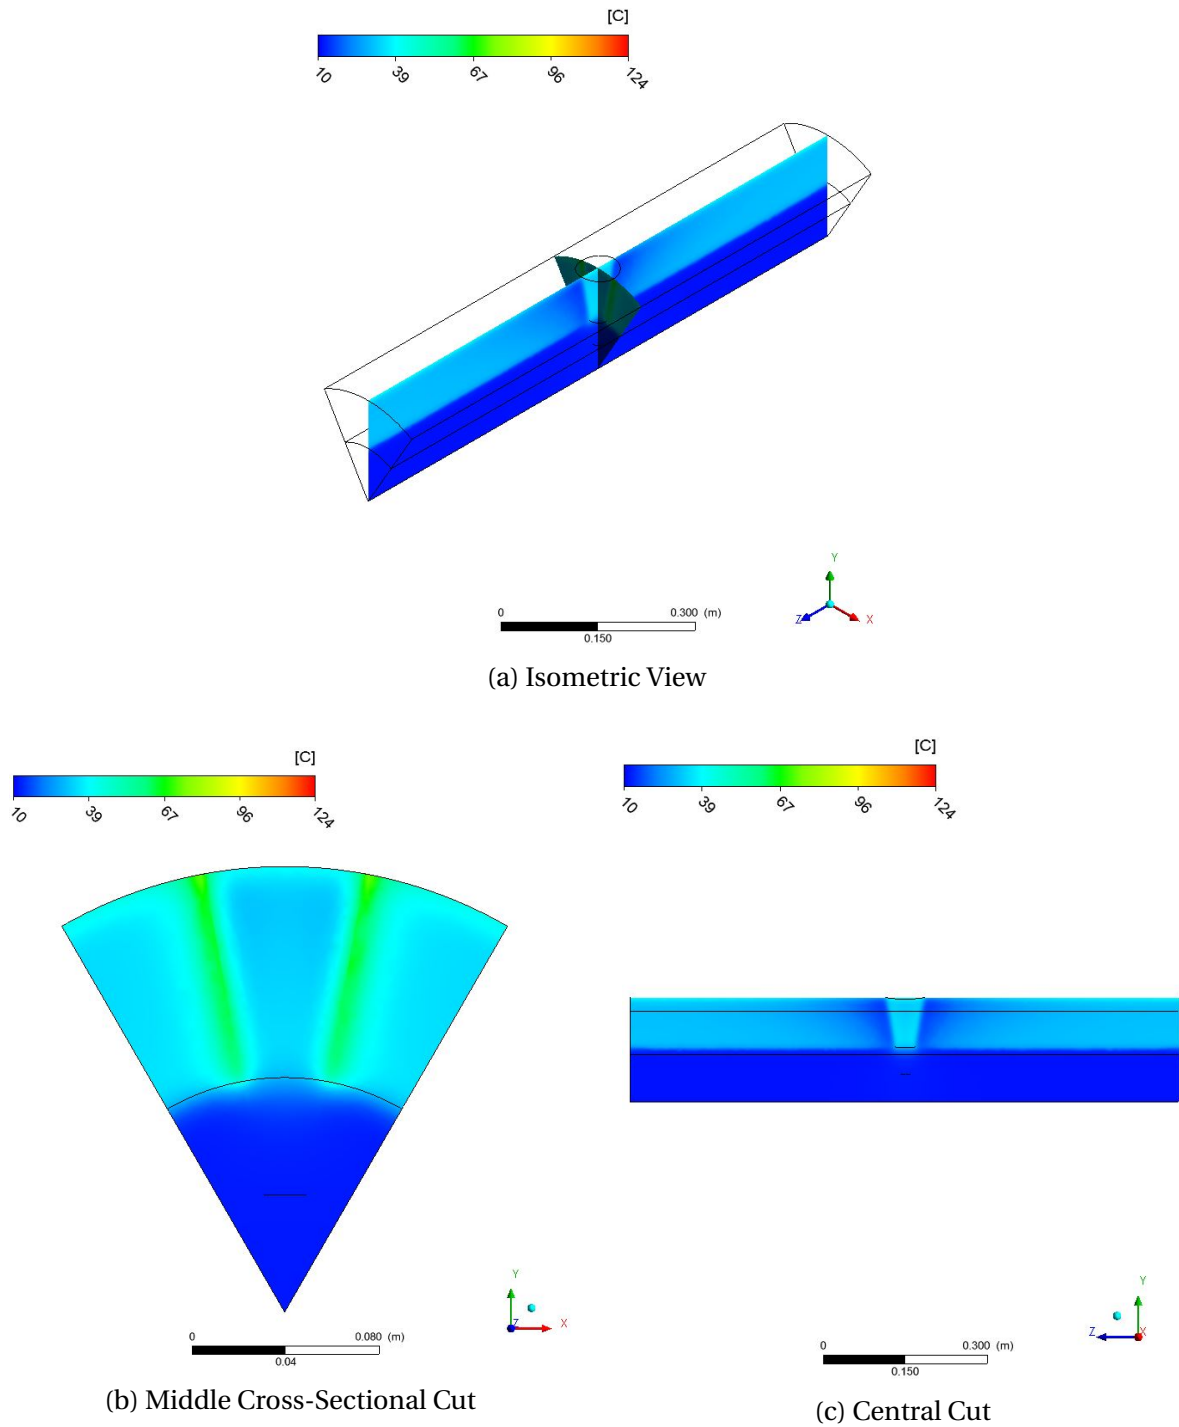 [C]
10 39 67 96 124
Y
Z X
0 0.300 (m)
0.150
(a) Isometric View
[C]
10 39 67 96 124
[C]
10 39 67 96 124
Y
Z X
0 0.080 (m)
0.04
(b) Middle Cross-Sectional Cut
Y
Z X
0 0.300 (m)
0.150
(c) Central Cut